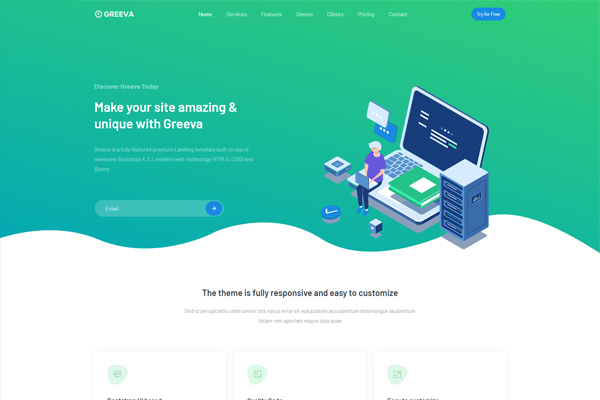 GREEVA
Home Services Features Demos Clients Pricing Contact
Try for Free
Discover Greeva Today
Make your site amazing &
unique with Greeva
Greeva is a fully featured premium Landing template built on top of
awesome Bootstrap 4.3.1, modern web technology HTML5, CSS3 and
jQuery.
Email
The theme is fully responsive and easy to customize
Sed ut perspiciatis unde omnis iste natus error sit voluptatem accusantium doloremque laudantium
totam rem aperiam eaque ipsa quae